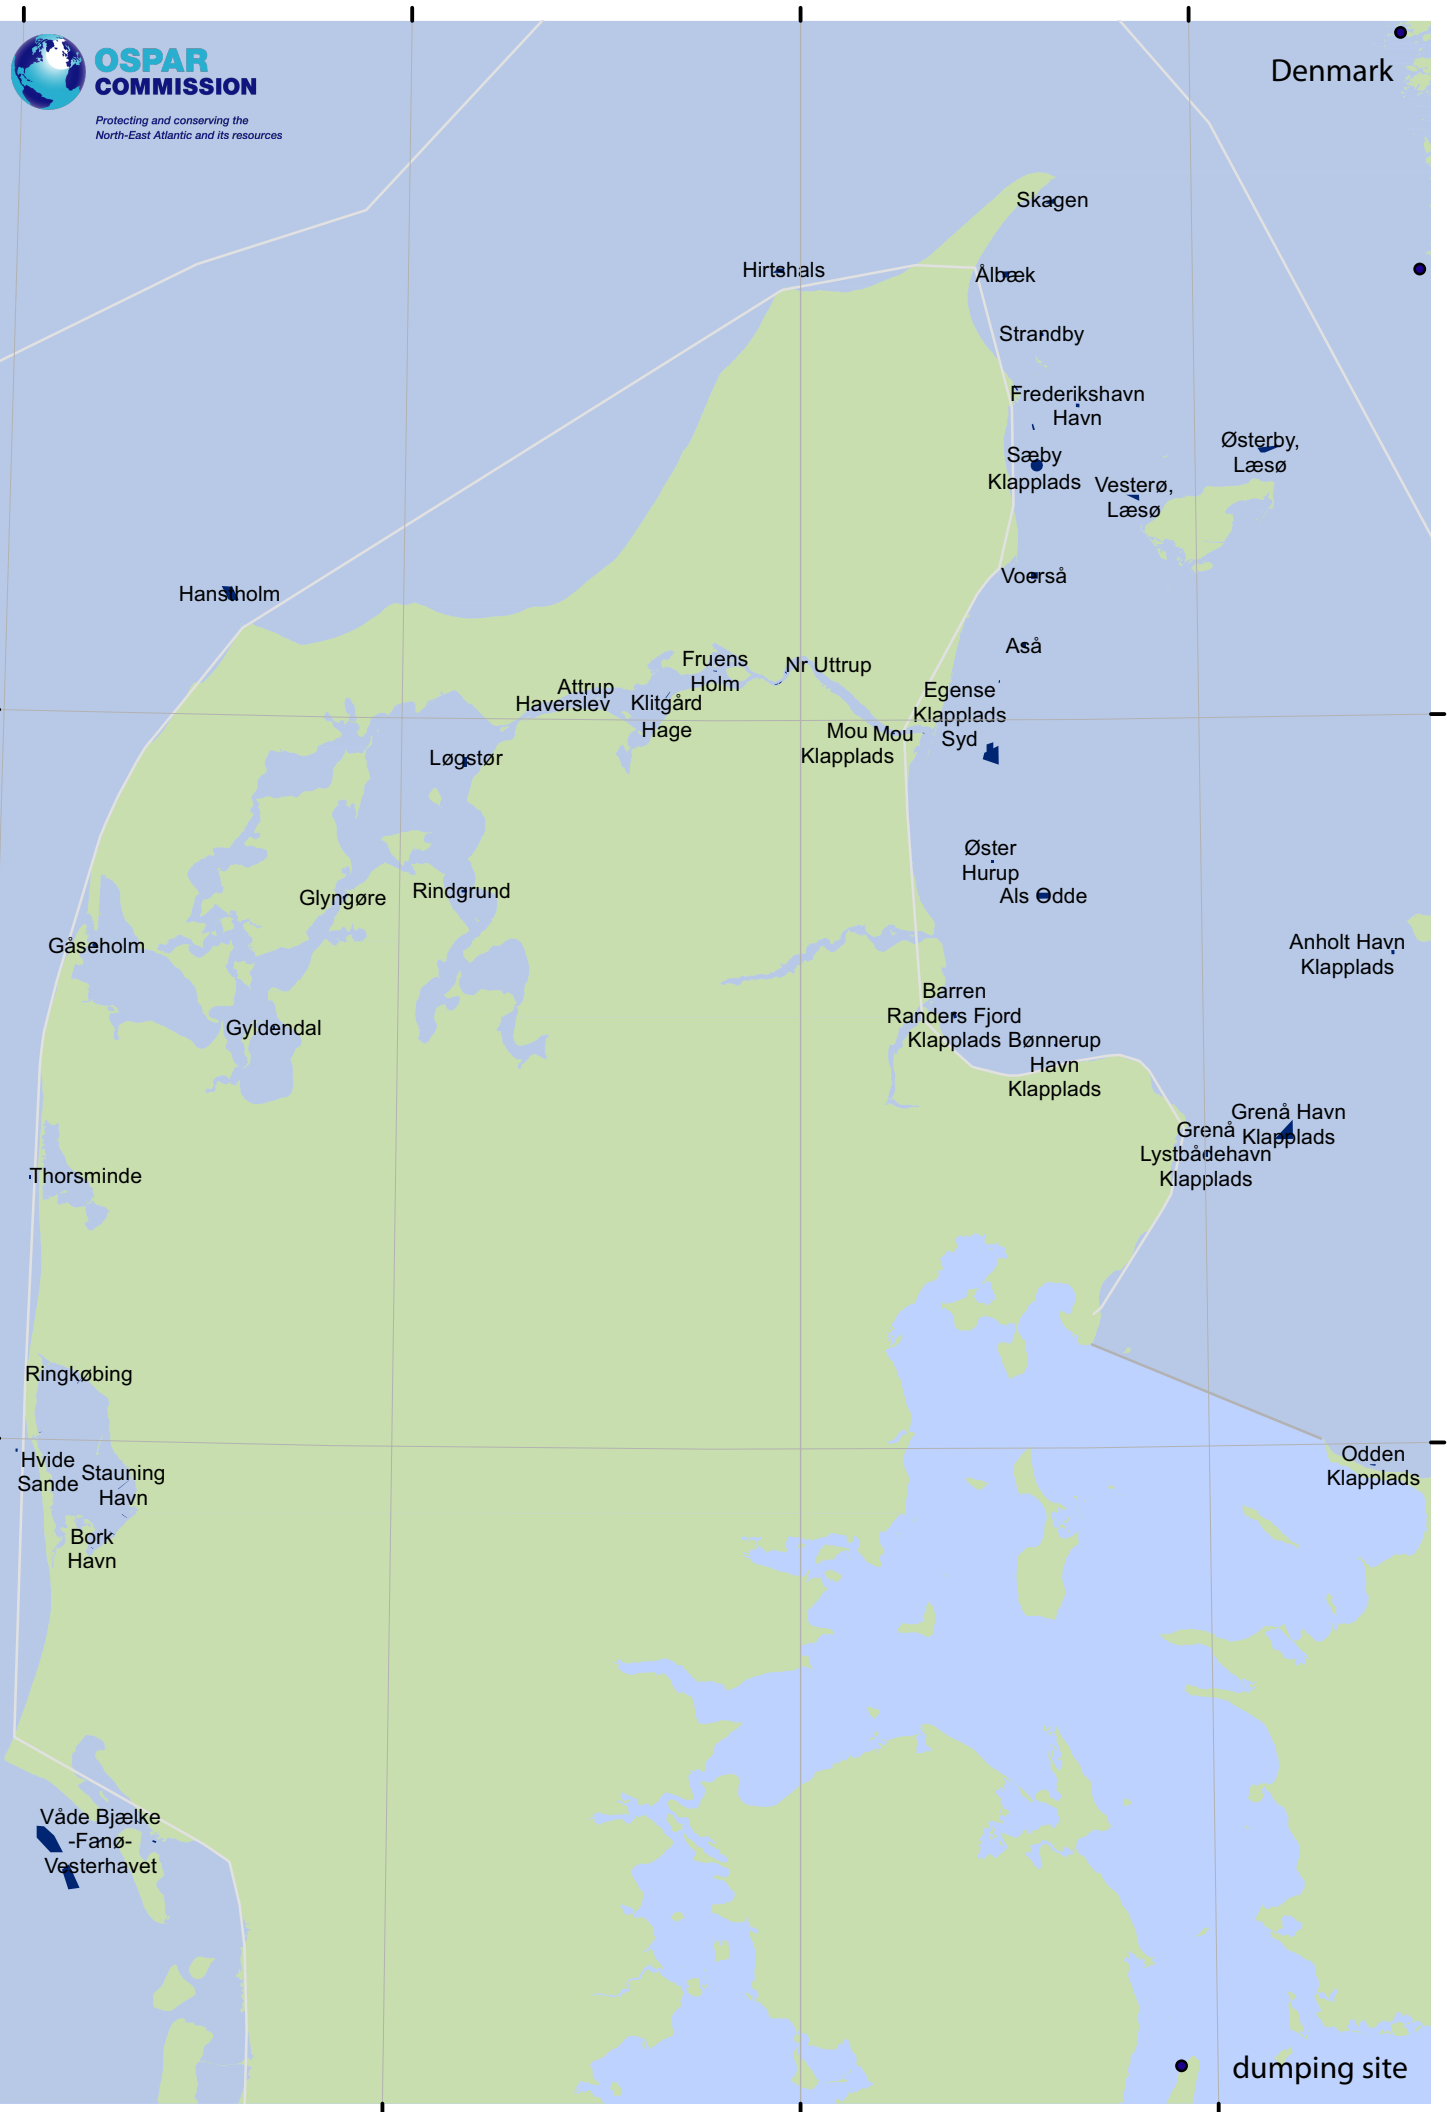 OSPAR
COMMISSION
Protecting and conserving the
North-East Atlantic and its resources
Denmark
Skagen
Hirtshals
Ålbæk
Strandby
Frederikshavn
Havn
Østerby,
Læsø
Sæby
Klapplads
Vesterø,
Læsø
Voerså
Hanstholm
Aså
Fruens
Holm
Nr Uttrup
Attrup
Haverslev
Klitgård
Hage
Egense
Klapplads
Syd
Mou
Klapplads
Mou
Løgstør
Øster
Hurup
Als Odde
Rindgrund
Glyngøre
Gåseholm
Anholt Havn
Klapplads
Barren
Randers Fjord
Klapplads
Gyldendal
Bønnerup
Havn
Klapplads
Grenå Havn
Klapplads
Grenå
Lystbådehavn
Klapplads
Thorsminde
Ringkøbing
Hvide
Sande
Stauning
Havn
Odden
Klapplads
Bork
Havn
Våde Bjælke
-Fanø-
Vesterhavet
dumping site